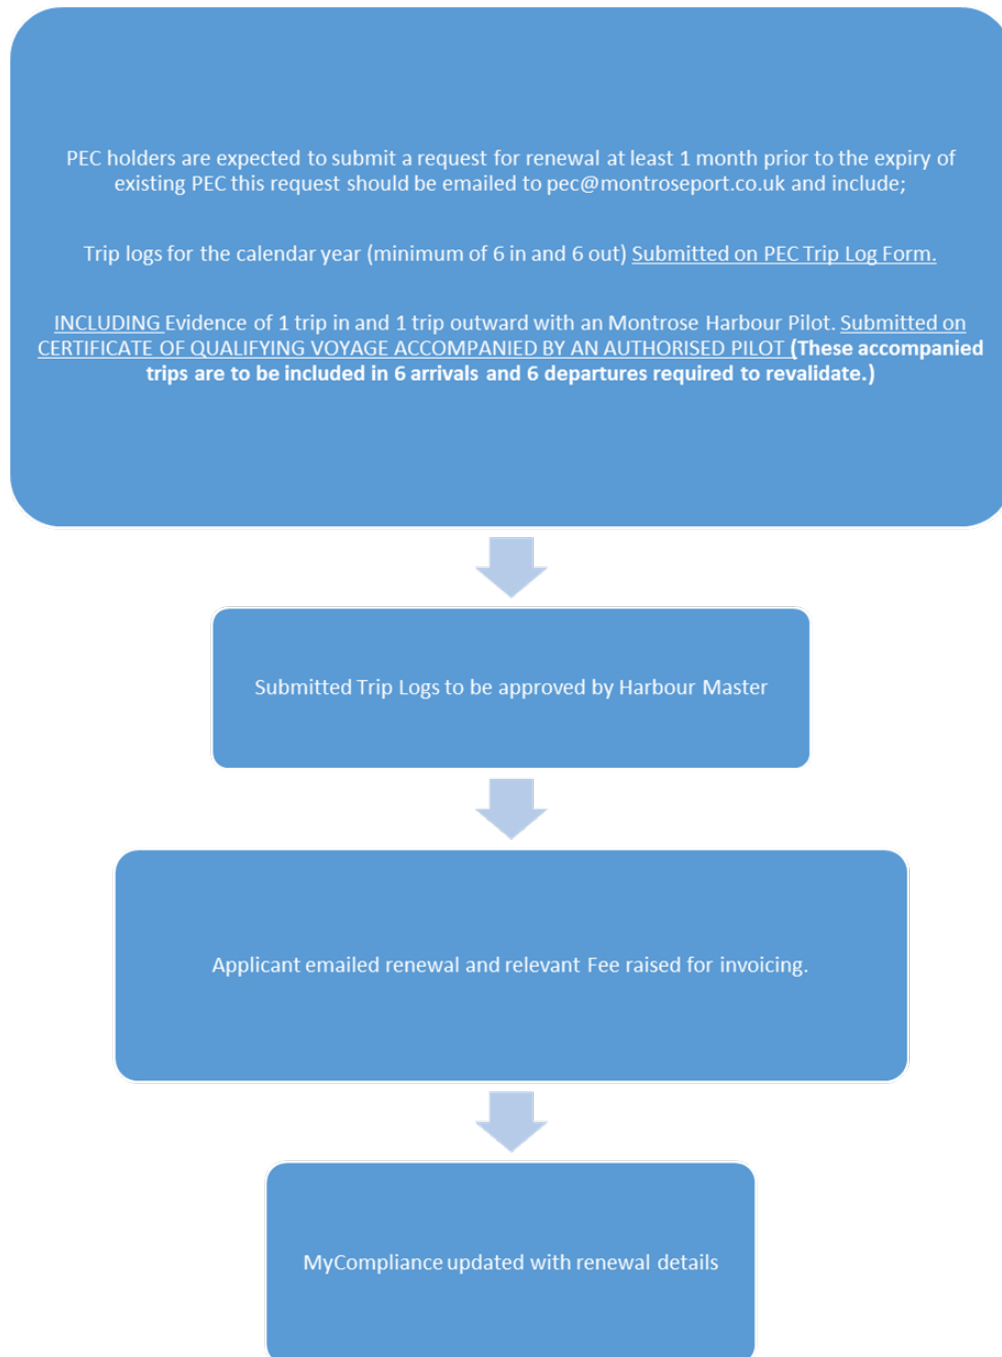 PEC holders are expected to submit a request for renewal at least 1 month prior to the expiry of
existing PEC this request should be emailed to pec@montroseport.co.uk and include;
Trip logs for the calendar year (minimum of 6 in and 6 out) Submitted on PEC Trip Log Form.
INCLUDING Evidence of 1 trip in and 1 trip outward with an Montrose Harbour Pilot. Submitted on
CERTIFICATE OF QUALIFYING VOYAGE ACCOMPANIED BY AN AUTHORISED PILOT (These accompanied
trips are to be included in 6 arrivals and 6 departures required to revalidate.)
Submitted Trip Logs to be approved by Harbour Master
Applicant emailed renewal and relevant Fee raised for invoicing.
MyCompliance updated with renewal details